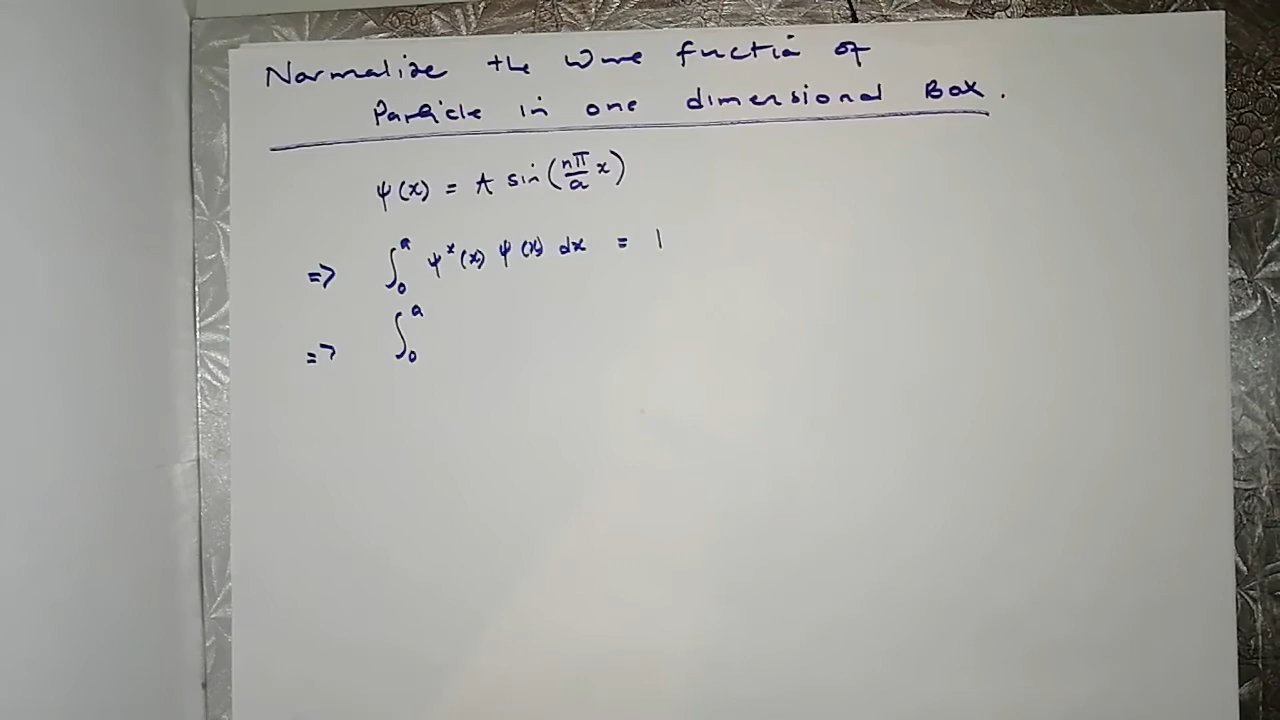 Normalize the Wave function of
Particle in one dimensional Box.
ψ(x) = A sin(nπ/a x)
=> ∫₀ᵃ ψ*(x) ψ(x) dx = 1
=> ∫₀ᵃ